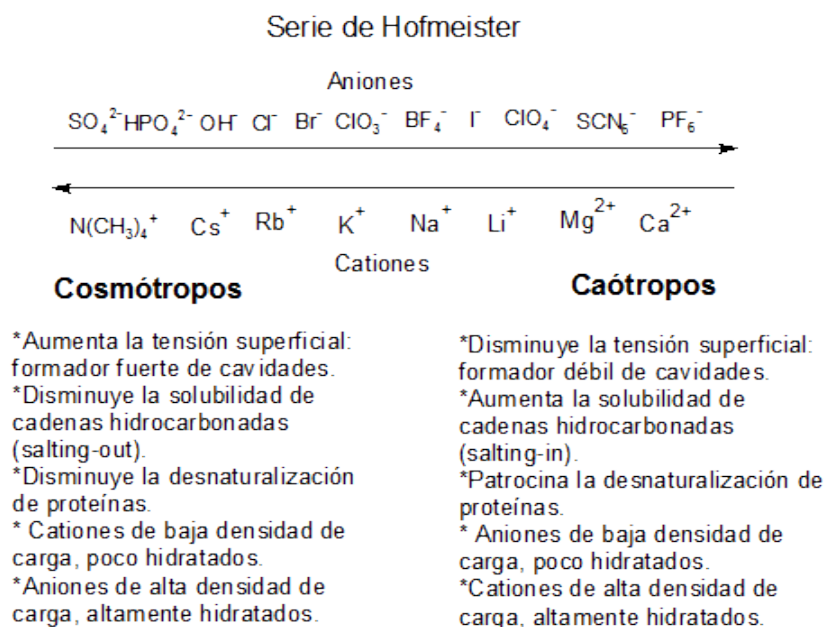 Serie de Hofmeister
Aniones
SO₄²⁻ HPO₄²⁻ OH⁻ Cl⁻ Br⁻ ClO₃⁻ BF₄⁻ I⁻ ClO₄⁻ SCN₆⁻ PF₆⁻
N(CH₃)₄⁺ Cs⁺ Rb⁺ K⁺ Na⁺ Li⁺ Mg²⁺ Ca²⁺
Cationes
Cosmótropos
*Aumenta la tensión superficial:
formador fuerte de cavidades.
*Disminuye la solubilidad de
cadenas hidrocarbonadas
(salting-out).
*Disminuye la desnaturalización
de proteínas.
* Cationes de baja densidad de
carga, poco hidratados.
*Aniones de alta densidad de
carga, altamente hidratados.
Caótropos
*Disminuye la tensión superficial:
formador débil de cavidades.
*Aumenta la solubilidad de
cadenas hidrocarbonadas
(salting-in).
*Patrocina la desnaturalización de
proteínas.
* Aniones de baja densidad de
carga, poco hidratados.
*Cationes de alta densidad de
carga, altamente hidratados.